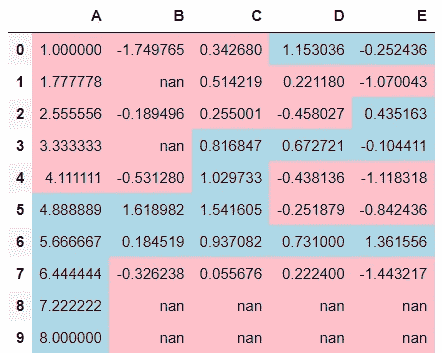 A B C D E
0 1.000000 -1.749765 0.342680 1.153036 -0.252436
1 1.777778 nan 0.514219 0.221180 -1.070043
2 2.555556 -0.189496 0.255001 -0.458027 0.435163
3 3.333333 nan 0.816847 0.672721 -0.104411
4 4.111111 -0.531280 1.029733 -0.438136 -1.118318
5 4.888889 1.618982 1.541605 -0.251879 -0.842436
6 5.666667 0.184519 0.937082 0.731000 1.361556
7 6.444444 -0.326238 0.055676 0.222400 -1.443217
8 7.222222 nan nan nan nan
9 8.000000 nan nan nan nan